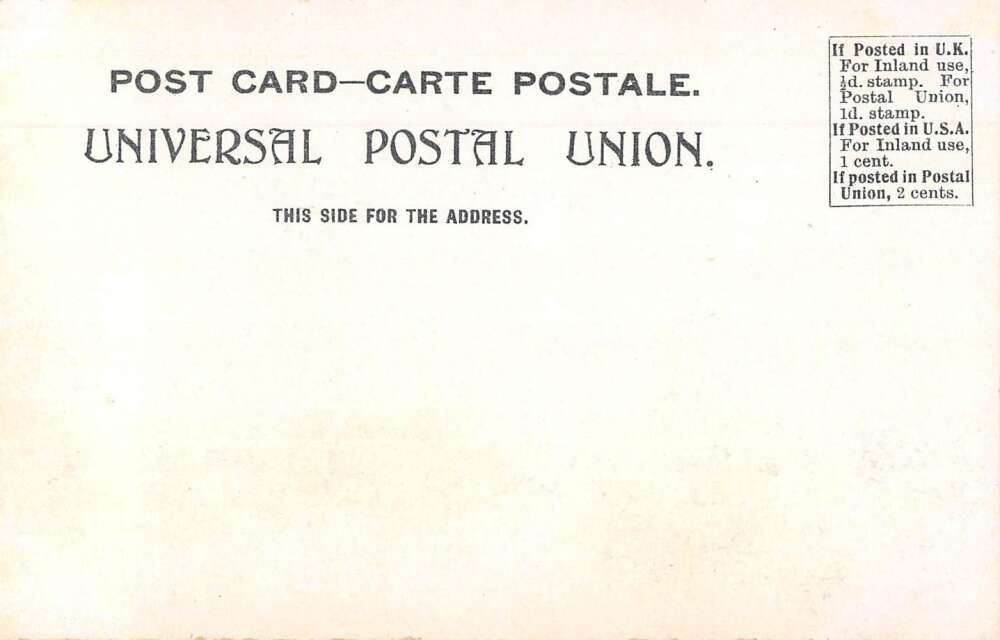 POST CARD—CARTE POSTALE.
UNIVERSAL POSTAL UNION.
THIS SIDE FOR THE ADDRESS.
If Posted in U.K.
For Inland use,
½d. stamp. For
Postal Union,
1d. stamp.
If Posted in U.S.A.
For Inland use,
1 cent.
If posted in Postal
Union, 2 cents.